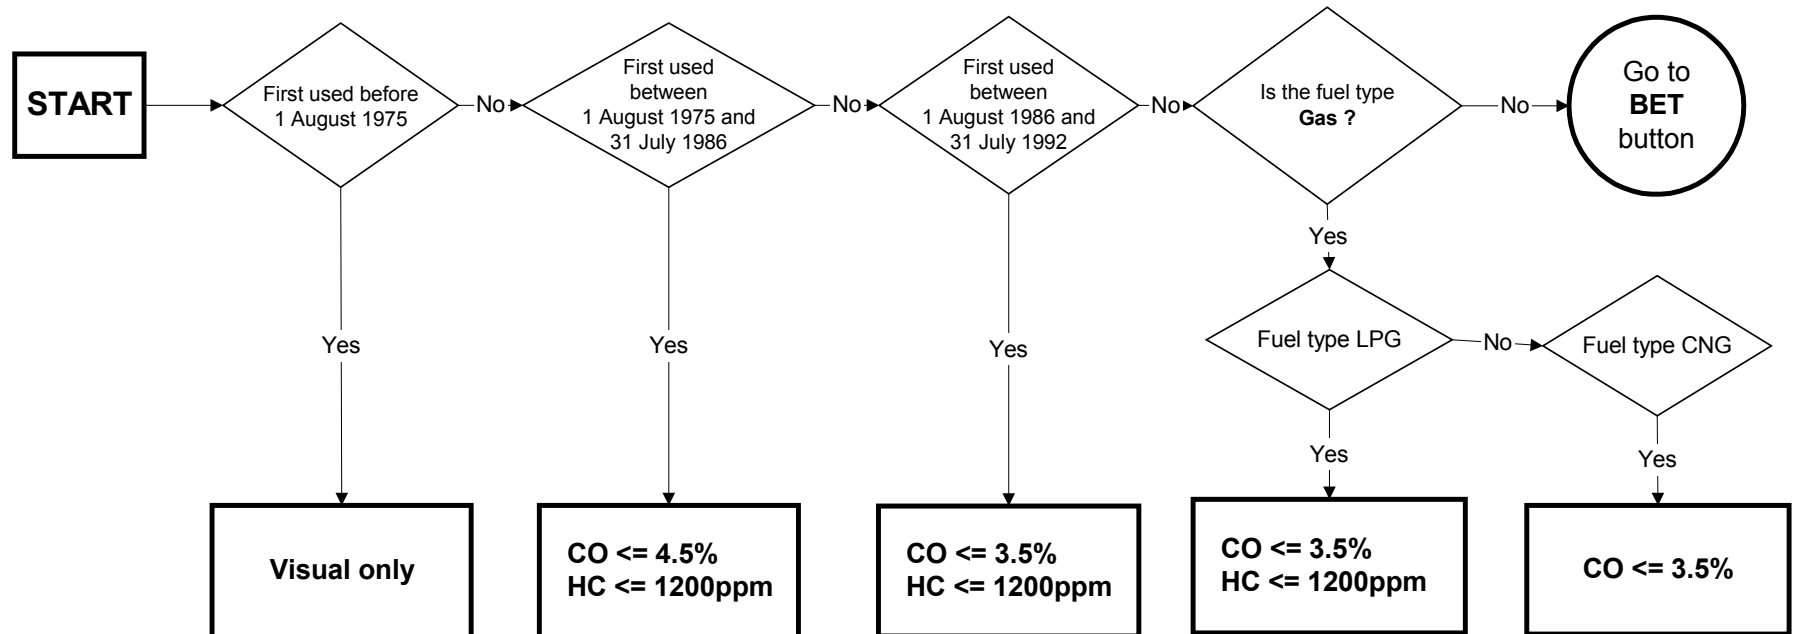 START
First used before
1 August 1975
No
First used
between
1 August 1975 and
31 July 1986
No
First used
between
1 August 1986 and
31 July 1992
No
Is the fuel type
Gas ?
No
Go to
BET
button
Yes
Yes
Yes
Yes
Fuel type LPG
No
Fuel type CNG
Yes
Yes
Visual only
CO <= 4.5%
HC <= 1200ppm
CO <= 3.5%
HC <= 1200ppm
CO <= 3.5%
HC <= 1200ppm
CO <= 3.5%